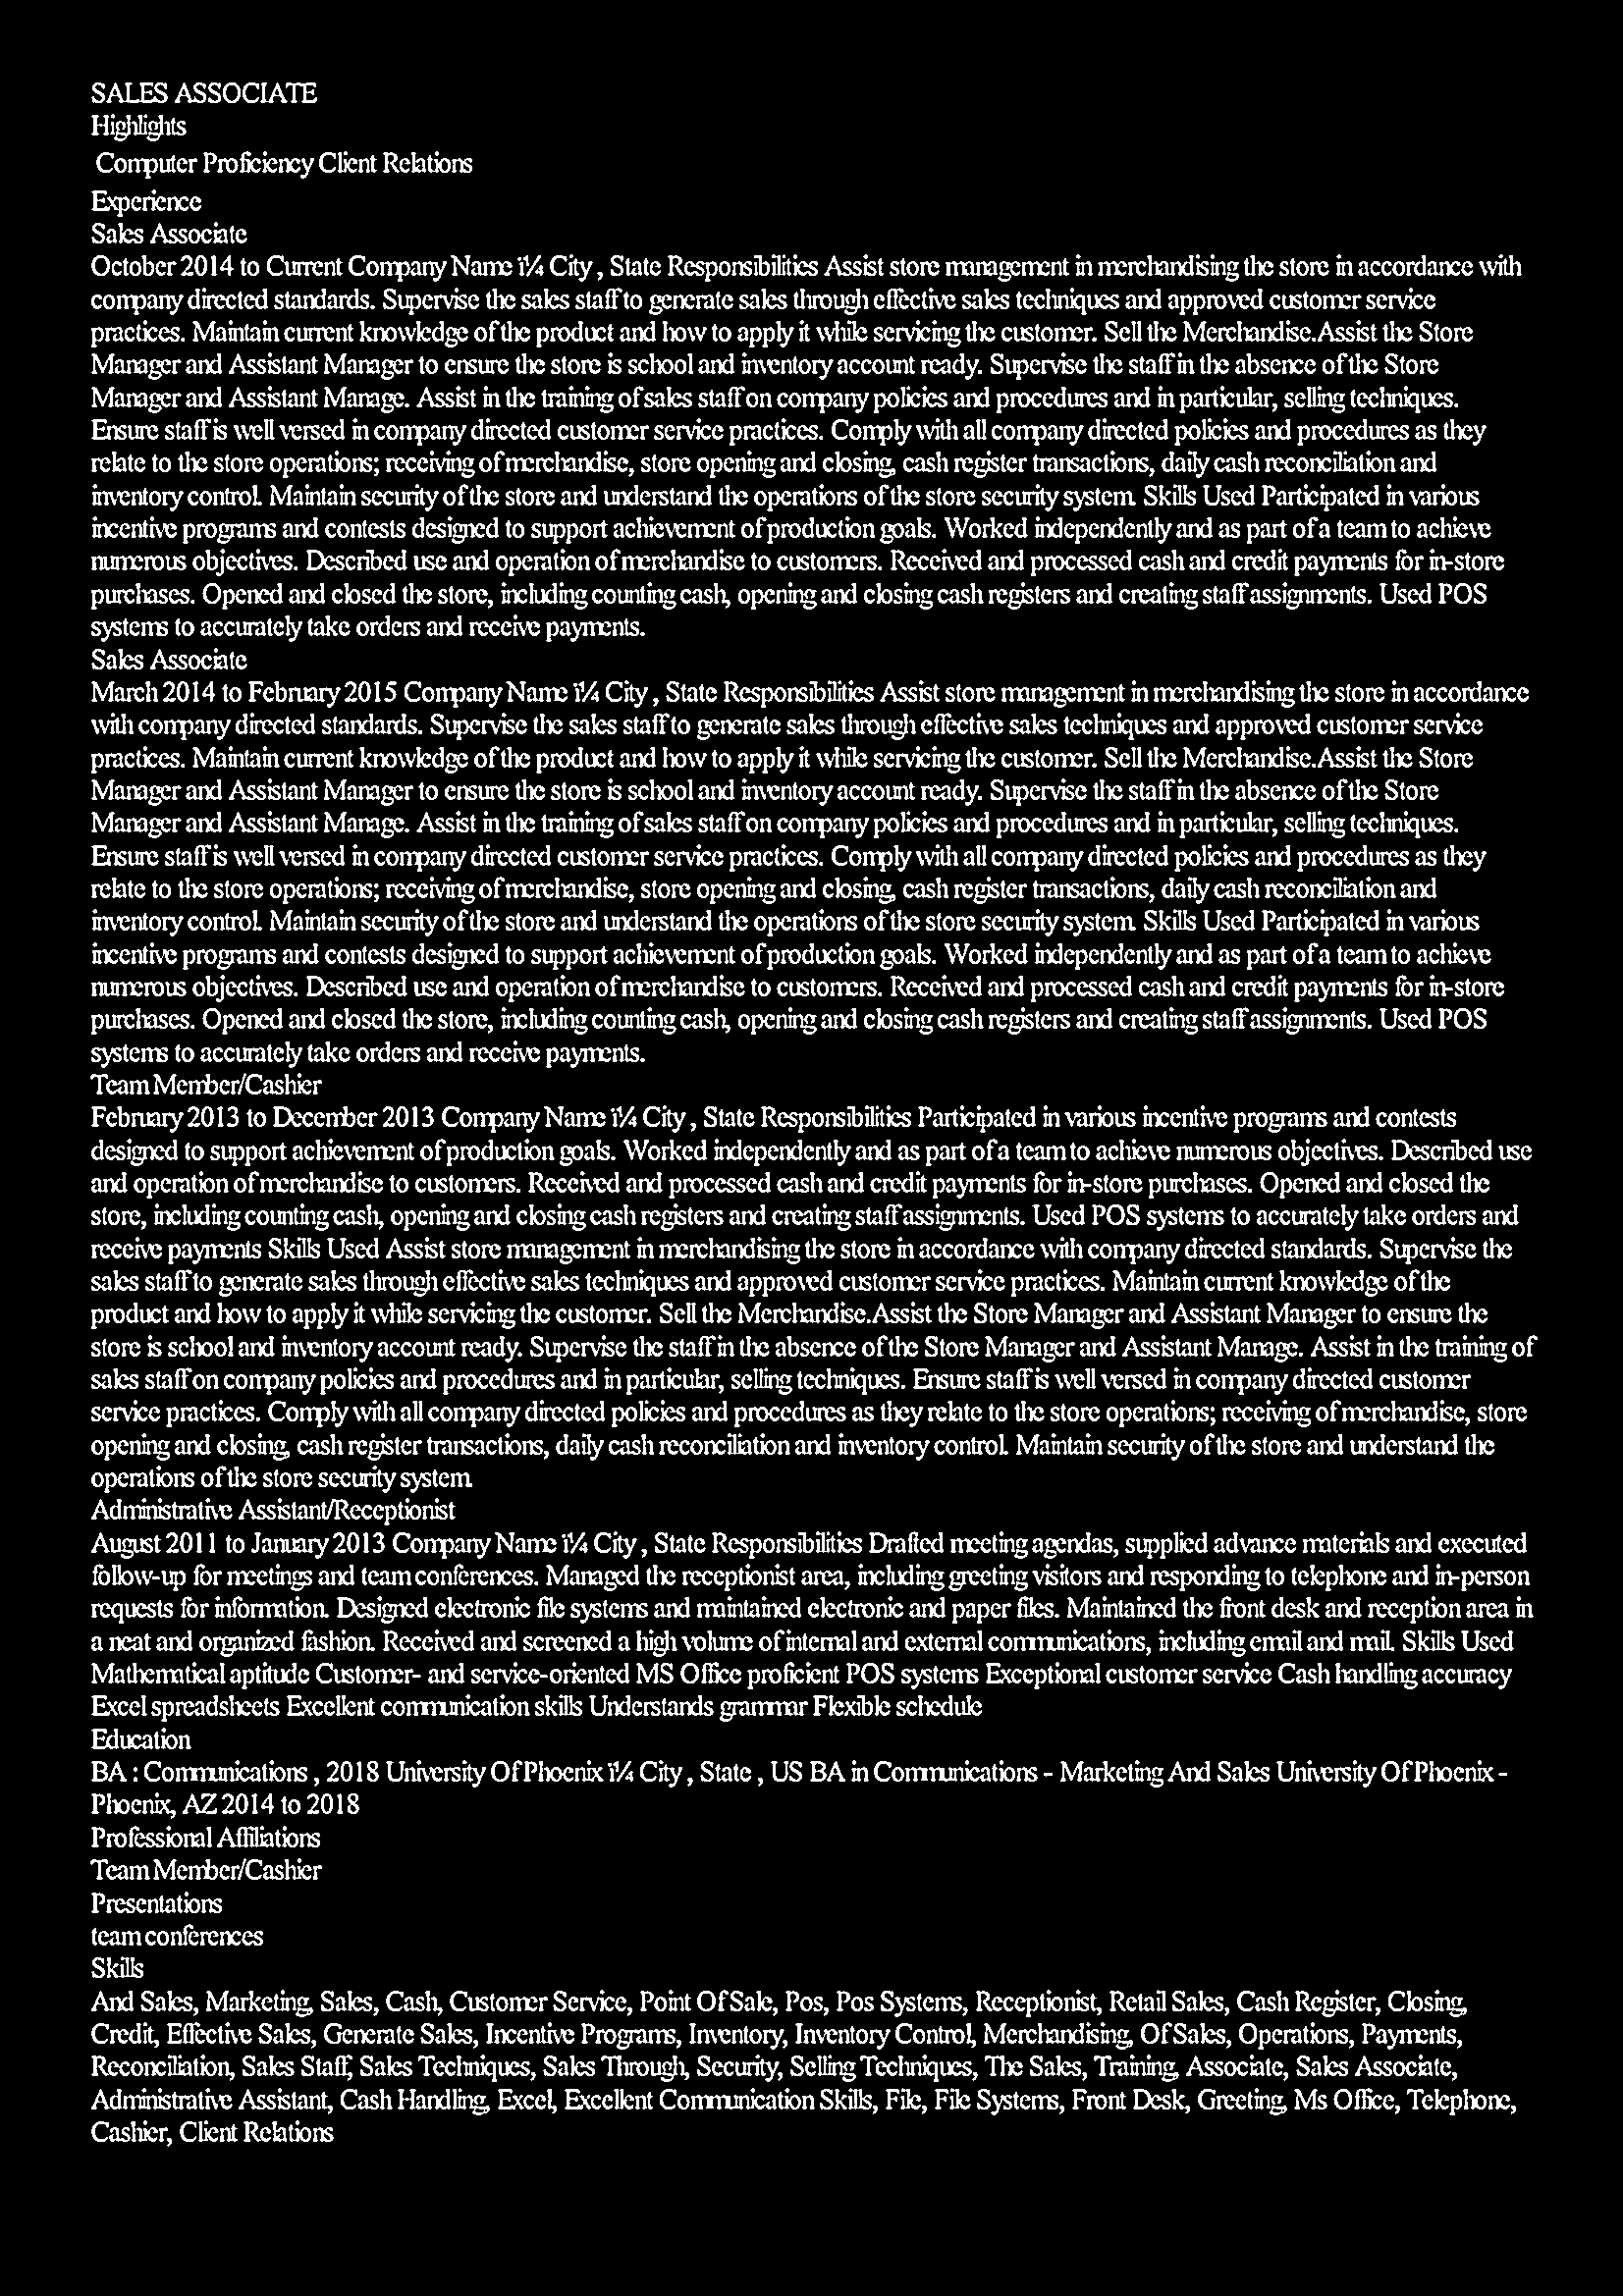 SALES ASSOCIATE
Highlights
Computer Proficiency Client Relations
Experience
Sales Associate
October 2014 to Current Company Name ï¼ City , State Responsibilities Assist store management in merchandising the store in accordance with
company directed standards. Supervise the sales staff to generate sales through effective sales techniques and approved customer service
practices. Maintain current knowledge of the product and how to apply it while servicing the customer. Sell the Merchandise.Assist the Store
Manager and Assistant Manager to ensure the store is school and inventory account ready. Supervise the staff in the absence of the Store
Manager and Assistant Manage. Assist in the training of sales staff on company policies and procedures and in particular, selling techniques.
Ensure staff is well versed in company directed customer service practices. Comply with all company directed policies and procedures as they
relate to the store operations; receiving of merchandise, store opening and closing, cash register transactions, daily cash reconciliation and
inventory control. Maintain security of the store and understand the operations of the store security system. Skills Used Participated in various
incentive programs and contests designed to support achievement of production goals. Worked independently and as part of a team to achieve
numerous objectives. Described use and operation of merchandise to customers. Received and processed cash and credit payments for in-store
purchases. Opened and closed the store, including counting cash, opening and closing cash registers and creating staff assignments. Used POS
systems to accurately take orders and receive payments.
Sales Associate
March 2014 to February 2015 Company Name ï¼ City , State Responsibilities Assist store management in merchandising the store in accordance
with company directed standards. Supervise the sales staff to generate sales through effective sales techniques and approved customer service
practices. Maintain current knowledge of the product and how to apply it while servicing the customer. Sell the Merchandise.Assist the Store
Manager and Assistant Manager to ensure the store is school and inventory account ready. Supervise the staff in the absence of the Store
Manager and Assistant Manage. Assist in the training of sales staff on company policies and procedures and in particular, selling techniques.
Ensure staff is well versed in company directed customer service practices. Comply with all company directed policies and procedures as they
relate to the store operations; receiving of merchandise, store opening and closing, cash register transactions, daily cash reconciliation and
inventory control. Maintain security of the store and understand the operations of the store security system. Skills Used Participated in various
incentive programs and contests designed to support achievement of production goals. Worked independently and as part of a team to achieve
numerous objectives. Described use and operation of merchandise to customers. Received and processed cash and credit payments for in-store
purchases. Opened and closed the store, including counting cash, opening and closing cash registers and creating staff assignments. Used POS
systems to accurately take orders and receive payments.
Team Member/Cashier
February 2013 to December 2013 Company Name ï¼ City , State Responsibilities Participated in various incentive programs and contests
designed to support achievement of production goals. Worked independently and as part of a team to achieve numerous objectives. Described use
and operation of merchandise to customers. Received and processed cash and credit payments for in-store purchases. Opened and closed the
store, including counting cash, opening and closing cash registers and creating staff assignments. Used POS systems to accurately take orders and
receive payments Skills Used Assist store management in merchandising the store in accordance with company directed standards. Supervise the
sales staff to generate sales through effective sales techniques and approved customer service practices. Maintain current knowledge of the
product and how to apply it while servicing the customer. Sell the Merchandise.Assist the Store Manager and Assistant Manager to ensure the
store is school and inventory account ready. Supervise the staff in the absence of the Store Manager and Assistant Manage. Assist in the training of
sales staff on company policies and procedures and in particular, selling techniques. Ensure staff is well versed in company directed customer
service practices. Comply with all company directed policies and procedures as they relate to the store operations; receiving of merchandise, store
opening and closing, cash register transactions, daily cash reconciliation and inventory control. Maintain security of the store and understand the
operations of the store security system.
Administrative Assistant/Receptionist
August 2011 to January 2013 Company Name ï¼ City , State Responsibilities Drafted meeting agendas, supplied advance materials and executed
follow-up for meetings and team conferences. Managed the receptionist area, including greeting visitors and responding to telephone and in-person
requests for information. Designed electronic file systems and maintained electronic and paper files. Maintained the front desk and reception area in
a neat and organized fashion. Received and screened a high volume of internal and external communications, including email and mail. Skills Used
Mathematical aptitude Customer- and service-oriented MS Office proficient POS systems Exceptional customer service Cash handling accuracy
Excel spreadsheets Excellent communication skills Understands grammar Flexible schedule
Education
BA : Communications , 2018 University Of Phoenix ï¼ City , State , US BA in Communications - Marketing And Sales University Of Phoenix -
Phoenix, AZ 2014 to 2018
Professional Affiliations
Team Member/Cashier
Presentations
team conferences
Skills
And Sales, Marketing, Sales, Cash, Customer Service, Point Of Sale, Pos, Pos Systems, Receptionist, Retail Sales, Cash Register, Closing,
Credit, Effective Sales, Generate Sales, Incentive Programs, Inventory, Inventory Control, Merchandising, Of Sales, Operations, Payments,
Reconciliation, Sales Staff, Sales Techniques, Sales Through, Security, Selling Techniques, The Sales, Training, Associate, Sales Associate,
Administrative Assistant, Cash Handling, Excel, Excellent Communication Skills, File, File Systems, Front Desk, Greeting, Ms Office, Telephone,
Cashier, Client Relations